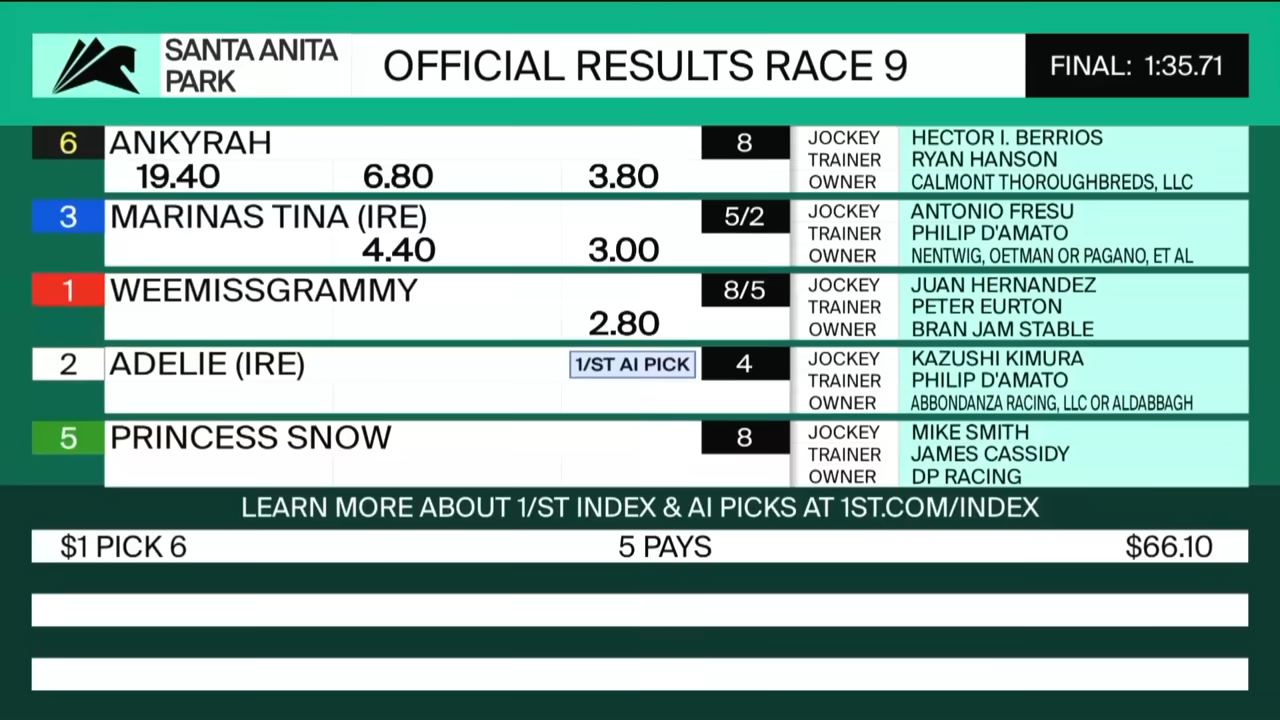 SANTA ANITA
PARK
OFFICIAL RESULTS RACE 9
FINAL: 1:35.71
6 ANKYRAH 8
19.40 6.80 3.80
JOCKEY HECTOR I. BERRIOS
TRAINER RYAN HANSON
OWNER CALMONT THOROUGHBREDS, LLC
3 MARINAS TINA (IRE) 5/2
4.40 3.00
JOCKEY ANTONIO FRESU
TRAINER PHILIP D'AMATO
OWNER NENTWIG, OETMAN OR PAGANO, ET AL
1 WEEMISSGRAMMY 8/5
2.80
JOCKEY JUAN HERNANDEZ
TRAINER PETER EURTON
OWNER BRAN JAM STABLE
2 ADELIE (IRE) 1/ST AI PICK 4
JOCKEY KAZUSHI KIMURA
TRAINER PHILIP D'AMATO
OWNER ABBONDANZA RACING, LLC OR ALDABBAGH
5 PRINCESS SNOW 8
JOCKEY MIKE SMITH
TRAINER JAMES CASSIDY
OWNER DP RACING
LEARN MORE ABOUT 1/ST INDEX & AI PICKS AT 1ST.COM/INDEX
$1 PICK 6 5 PAYS $66.10